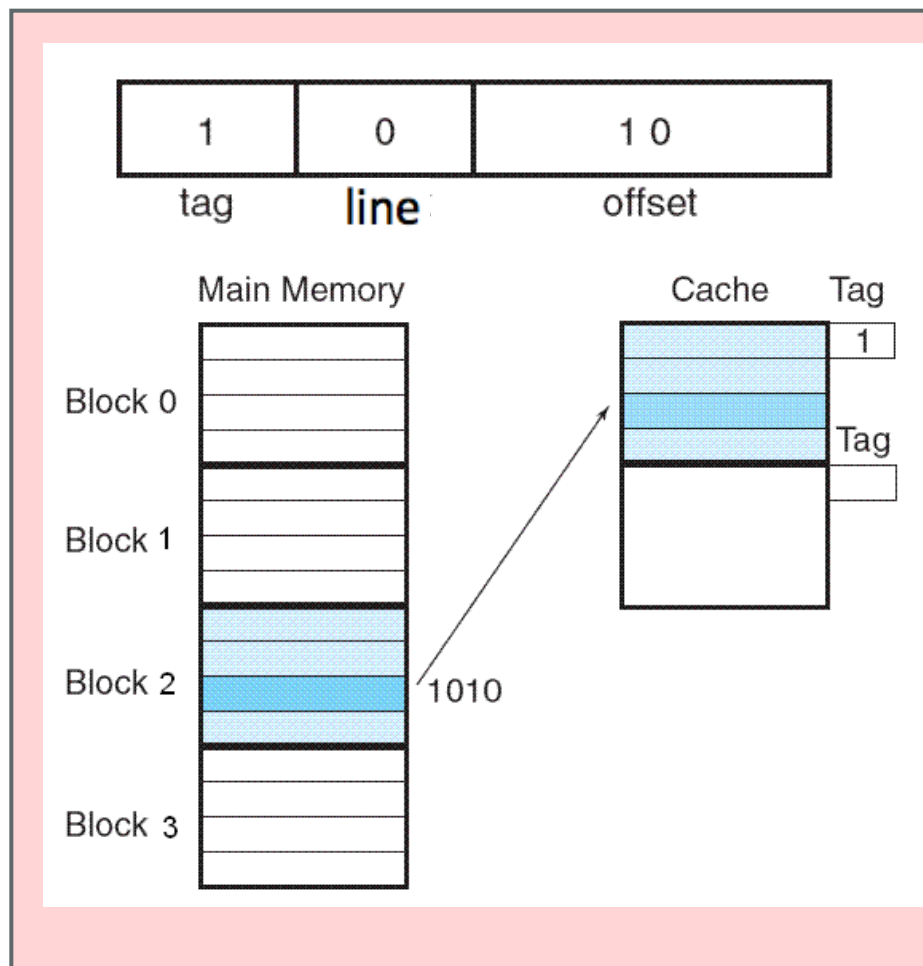 1 0 1 0
tag line offset
Main Memory Cache Tag
1
Block 0
Tag
Block 1
Block 2 1010
Block 3